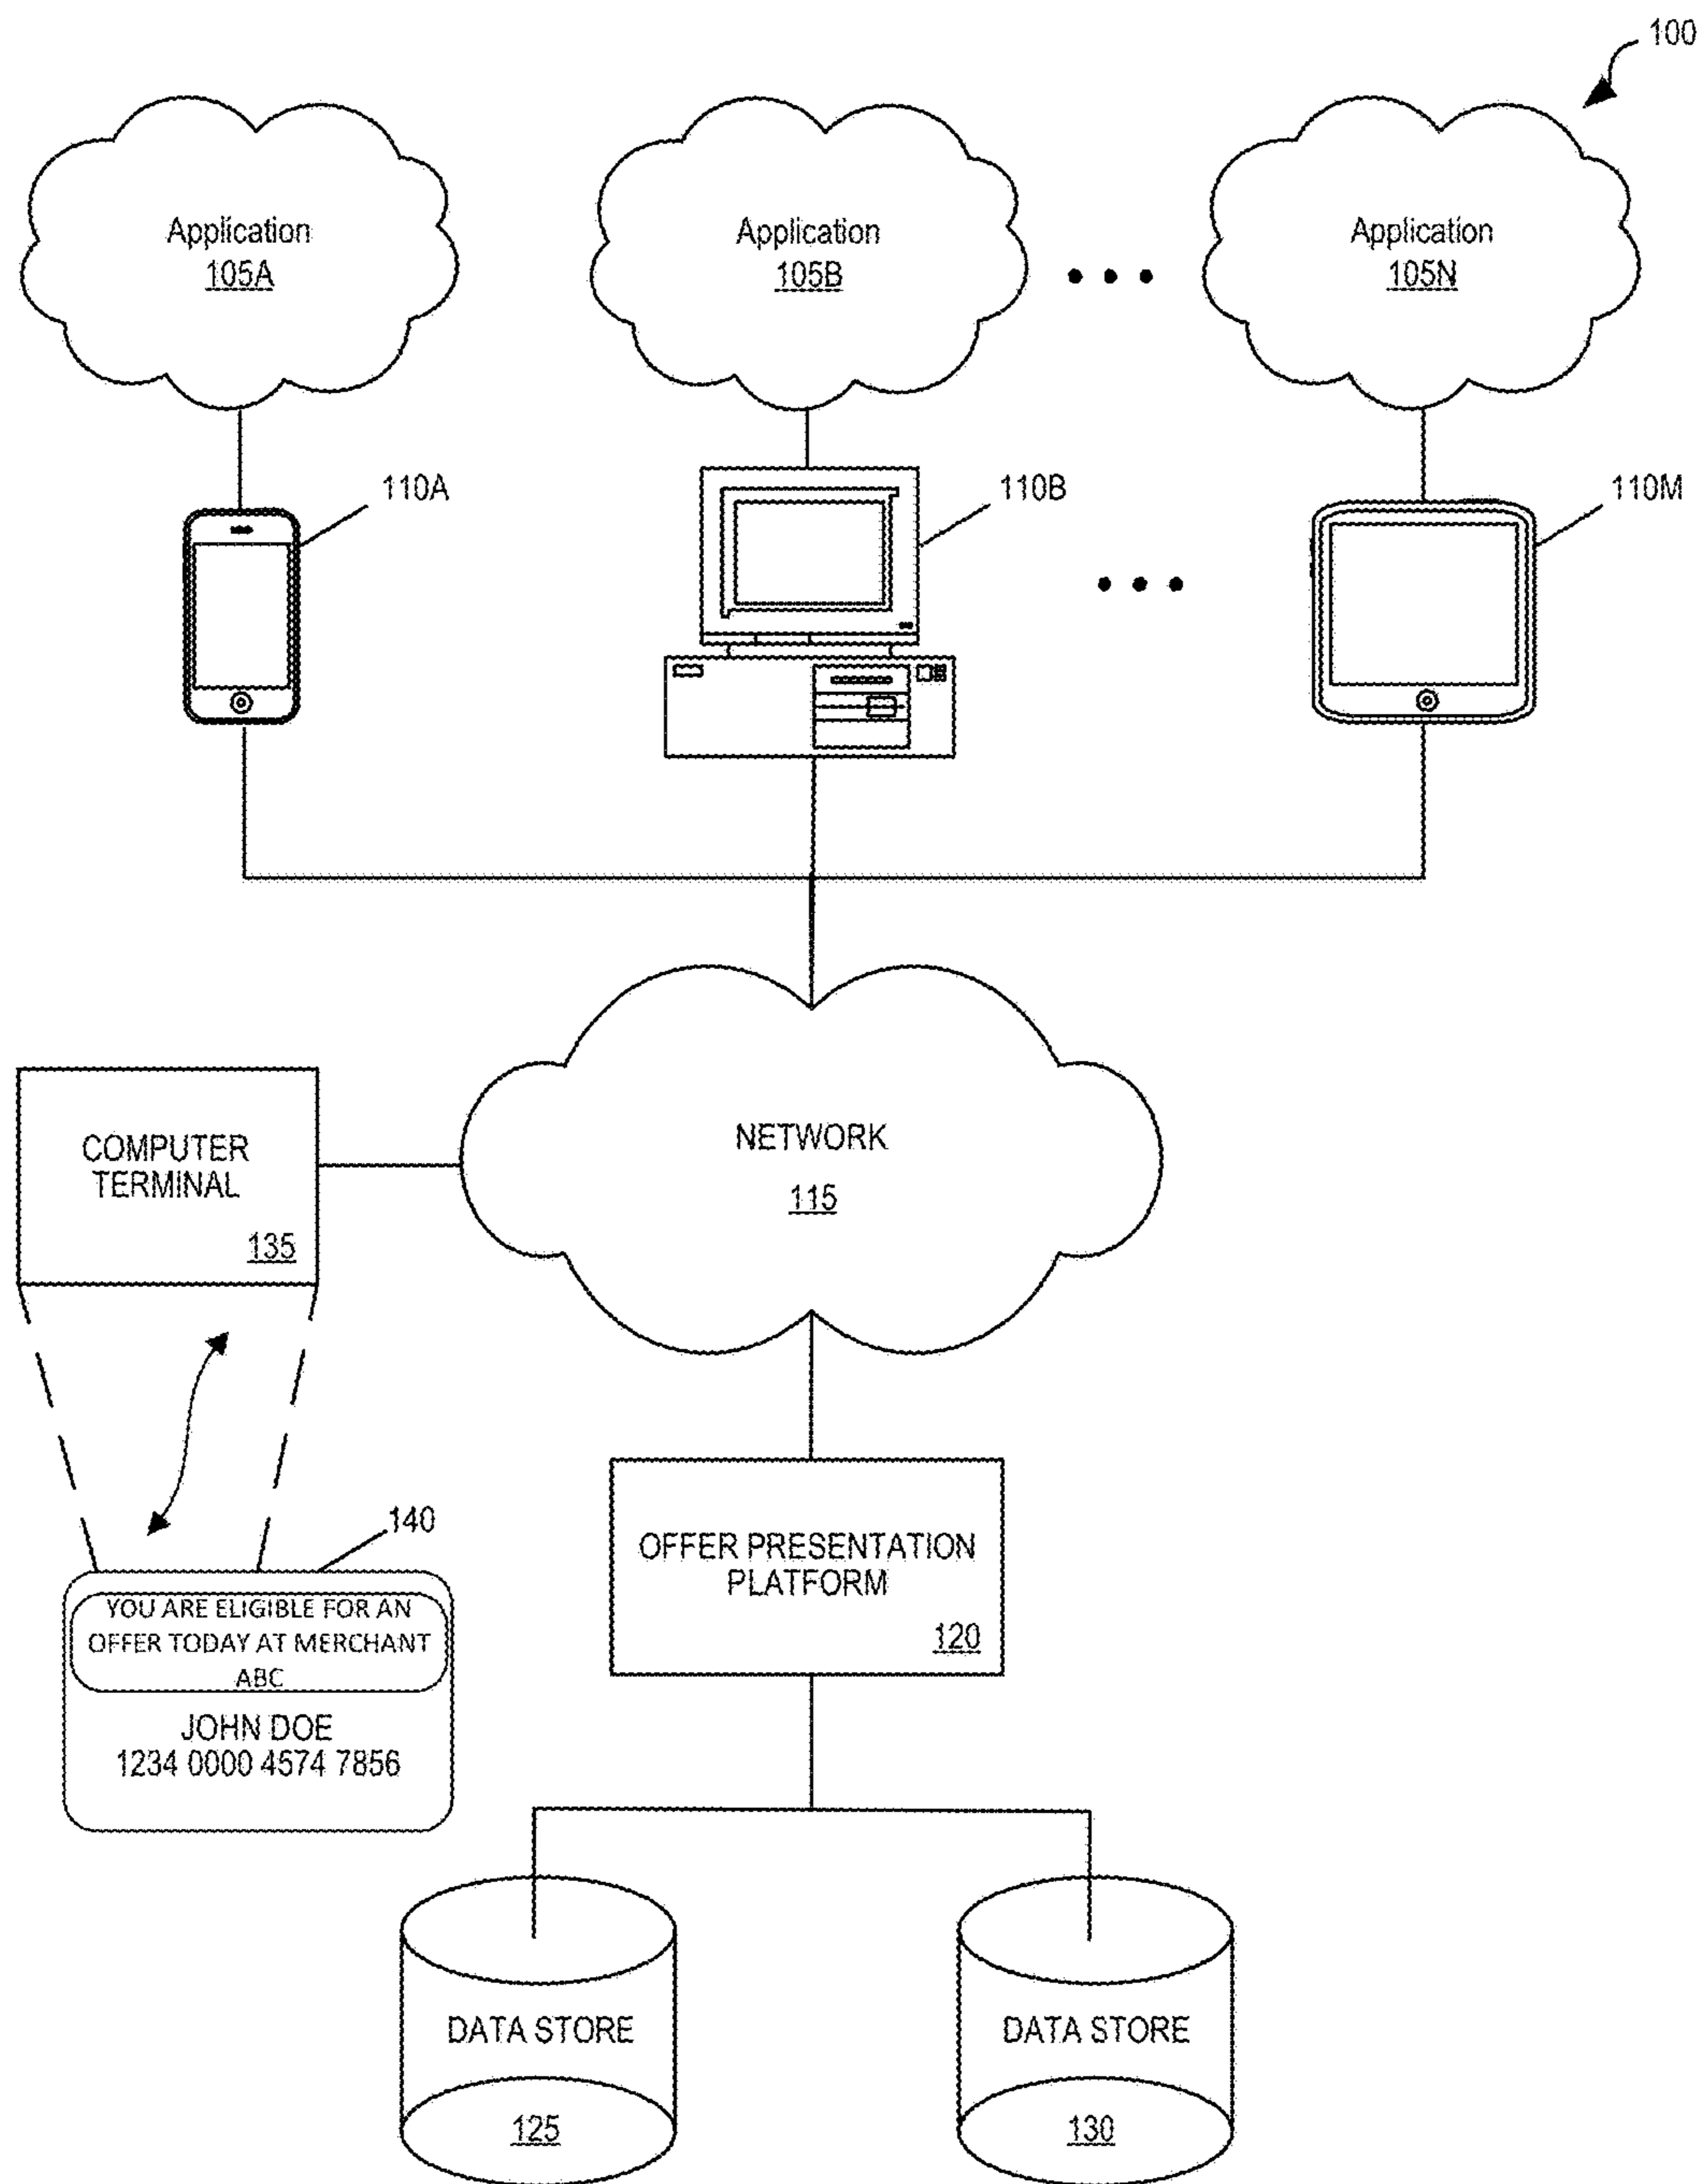 100
Application
105A
Application
105B
Application
105N
110A
110B
110M
NETWORK
115
COMPUTER
TERMINAL
135
140
YOU ARE ELIGIBLE FOR AN
OFFER TODAY AT MERCHANT
ABC
JOHN DOE
1234 0000 4574 7856
OFFER PRESENTATION
PLATFORM
120
DATA STORE
125
DATA STORE
130